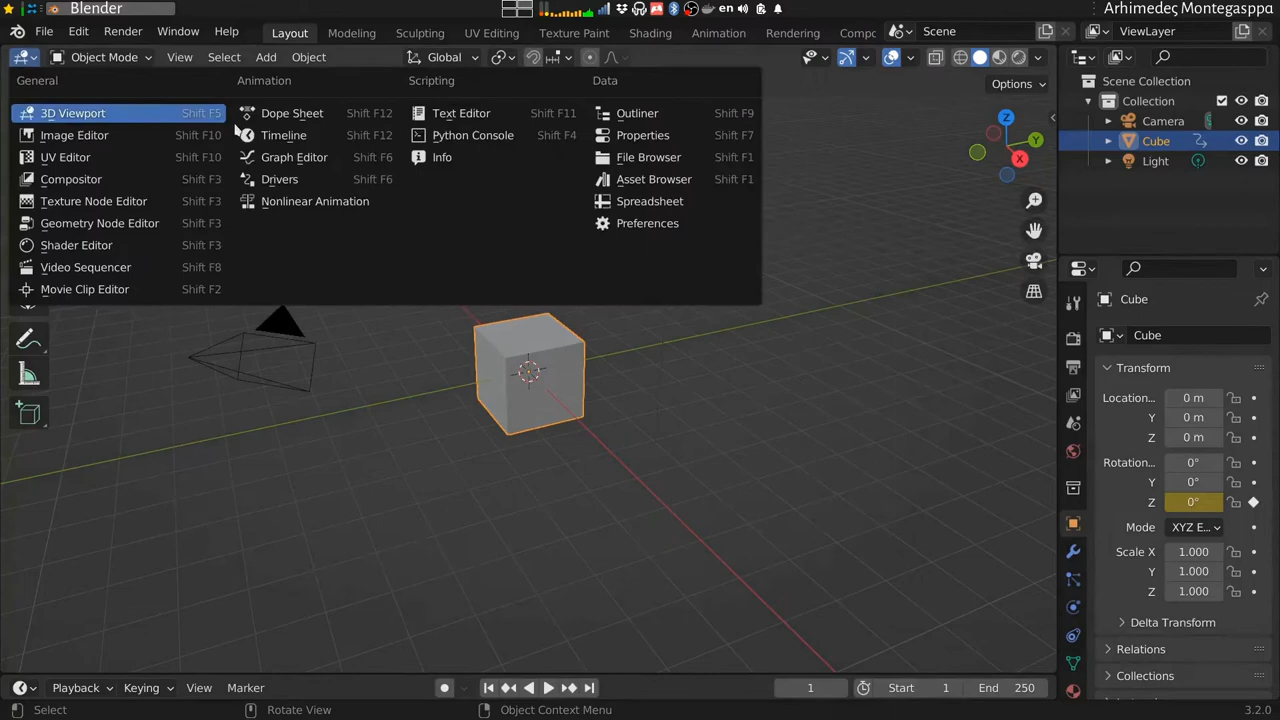 Blender
en
Arhimedeș Montegasppa
File Edit Render Window Help Layout Modeling Sculpting UV Editing Texture Paint Shading Animation Rendering Compc Scene ViewLayer
Object Mode View Select Add Object Global
General Animation Scripting Data
3D Viewport Shift F5
Image Editor Shift F10
UV Editor Shift F10
Compositor Shift F3
Texture Node Editor Shift F3
Geometry Node Editor Shift F3
Shader Editor Shift F3
Video Sequencer Shift F8
Movie Clip Editor Shift F2
Dope Sheet Shift F12
Timeline Shift F12
Graph Editor Shift F6
Drivers Shift F6
Nonlinear Animation
Text Editor Shift F11
Python Console Shift F4
Info
Outliner Shift F9
Properties Shift F7
File Browser Shift F1
Asset Browser Shift F1
Spreadsheet
Preferences
Options
Z
Y
X
Scene Collection
Collection
Camera
Cube
Light
Cube
Cube
Transform
Location... 0 m
Y 0 m
Z 0 m
Rotation... 0°
Y 0°
Z 0°
Mode XYZ E...
Scale X 1.000
Y 1.000
Z 1.000
Delta Transform
Relations
Collections
Playback Keying View Marker 1 Start 1 End 250
Select Rotate View Object Context Menu 3.2.0